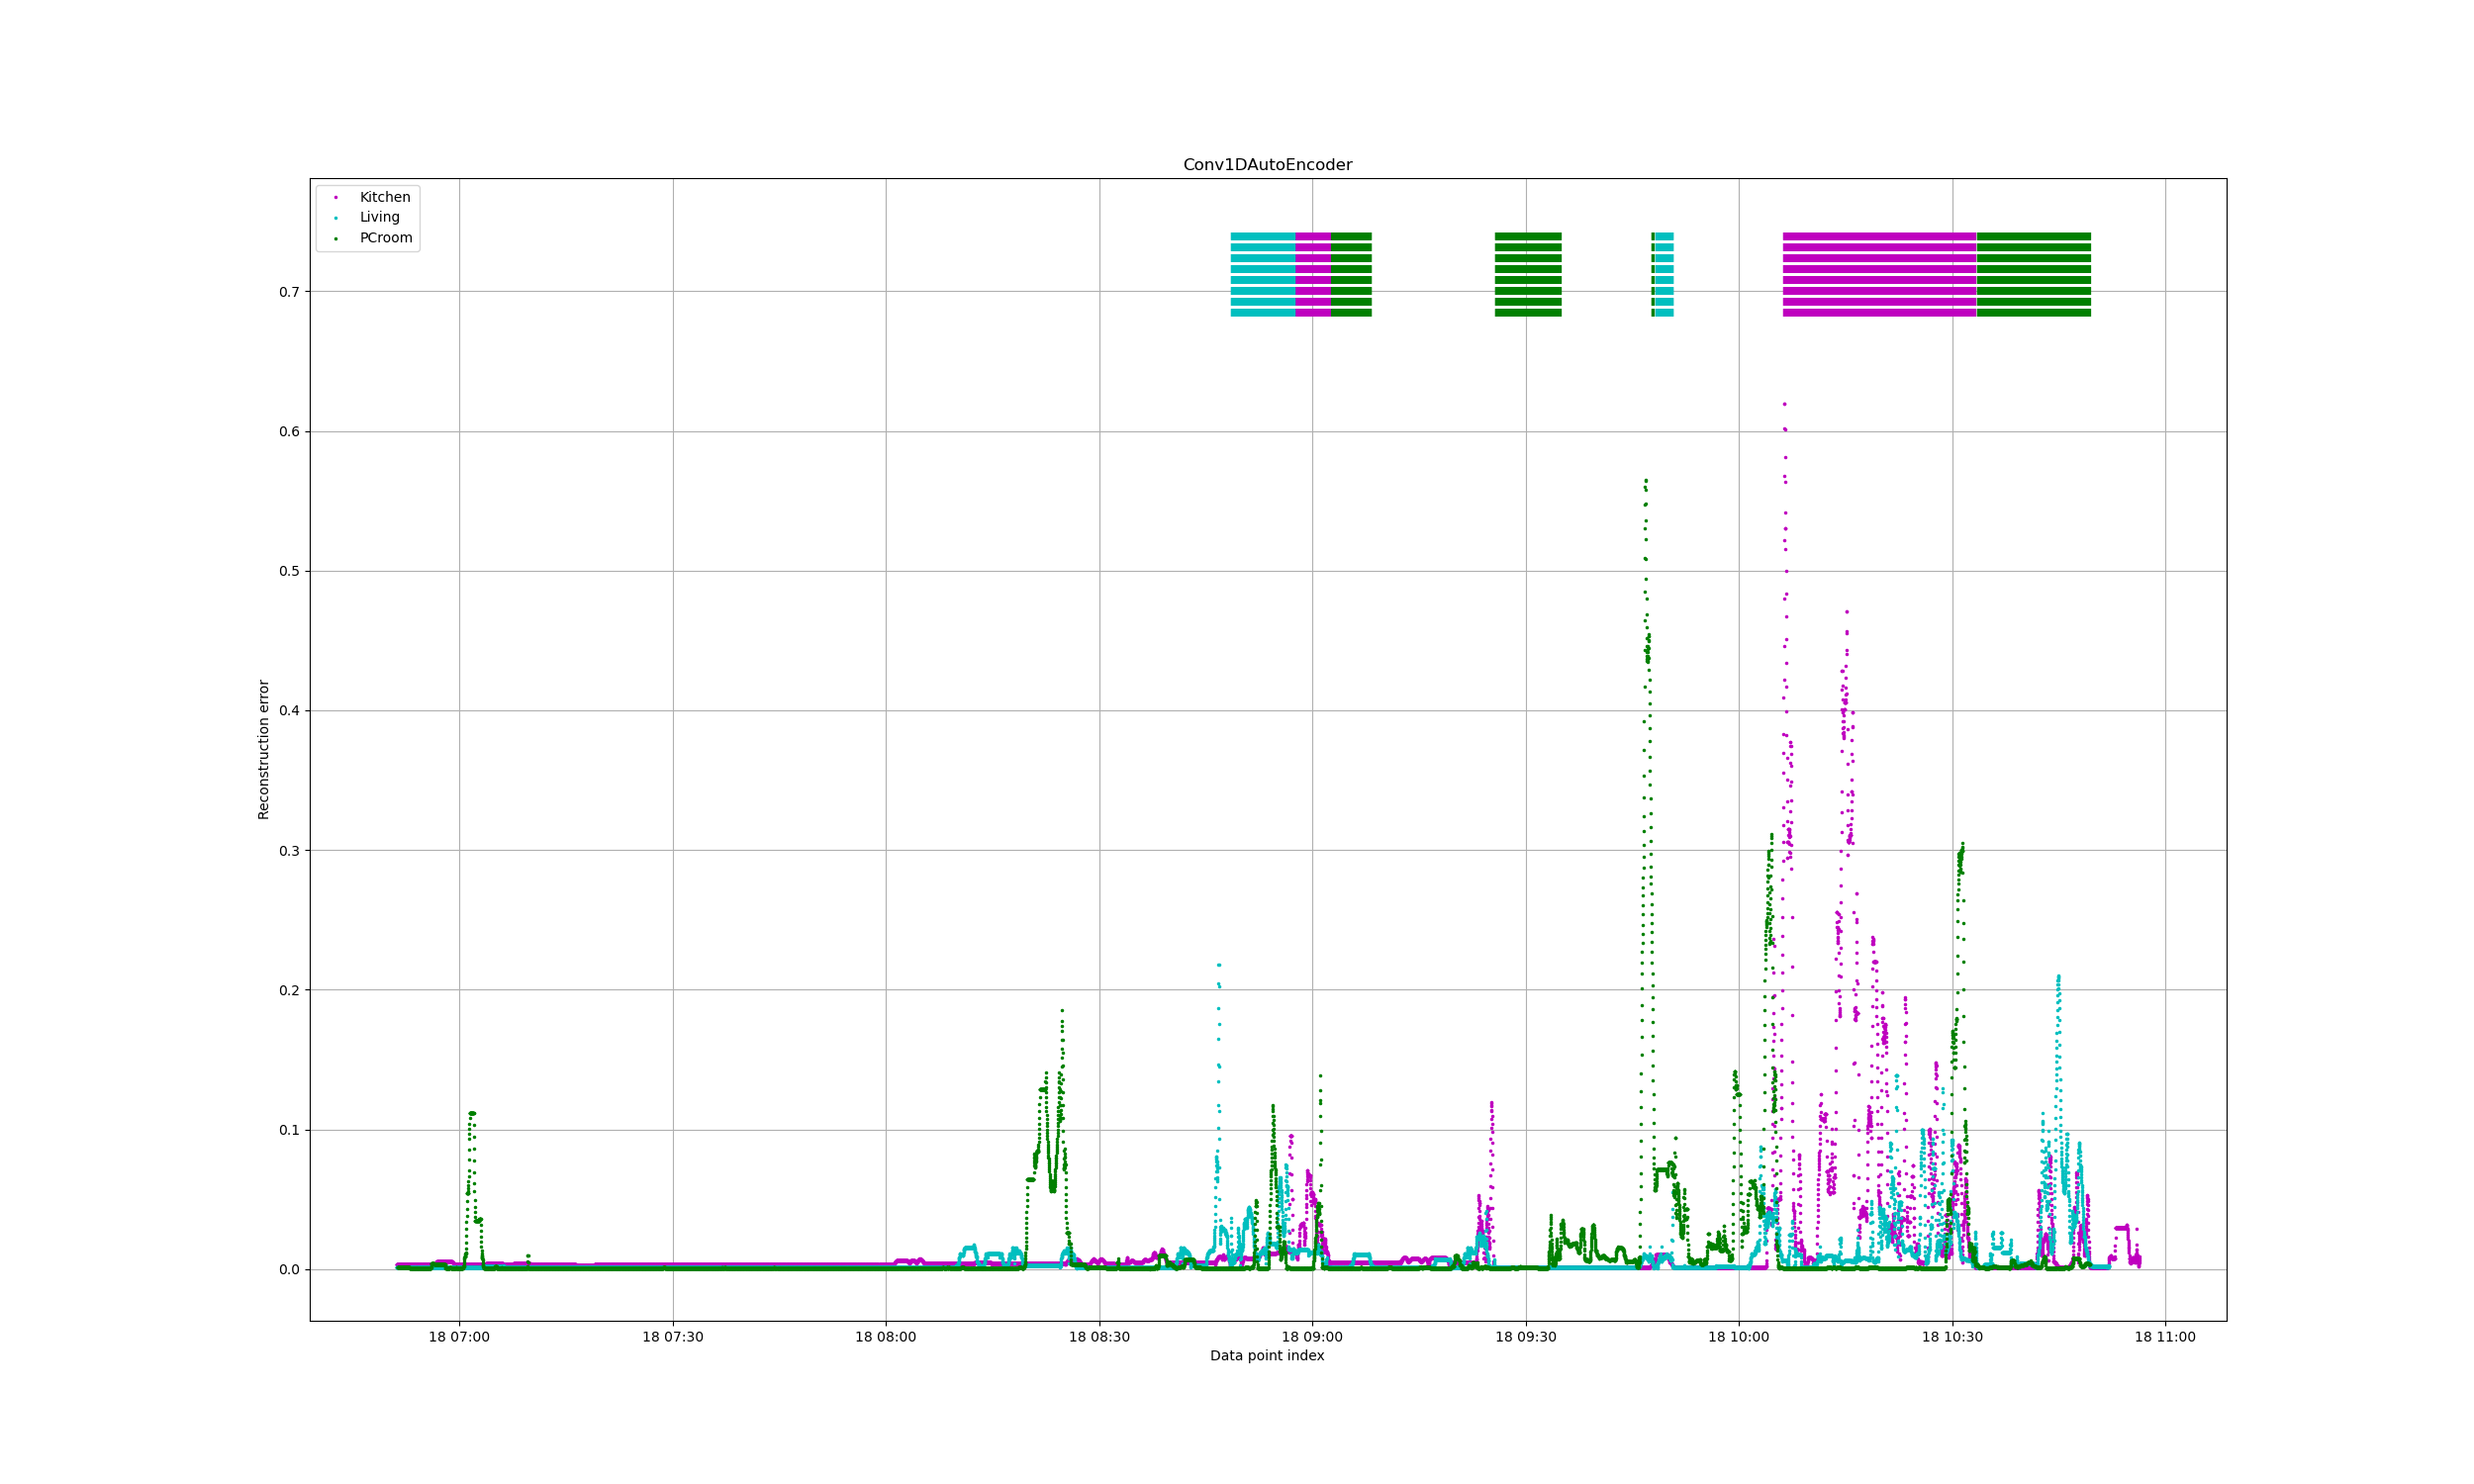 Conv1DAutoEncoder
Kitchen
Living
PCroom
0.7
0.6
0.5
0.4
0.3
0.2
0.1
0.0
Reconstruction error
18 07:00 18 07:30 18 08:00 18 08:30 18 09:00 18 09:30 18 10:00 18 10:30 18 11:00
Data point index